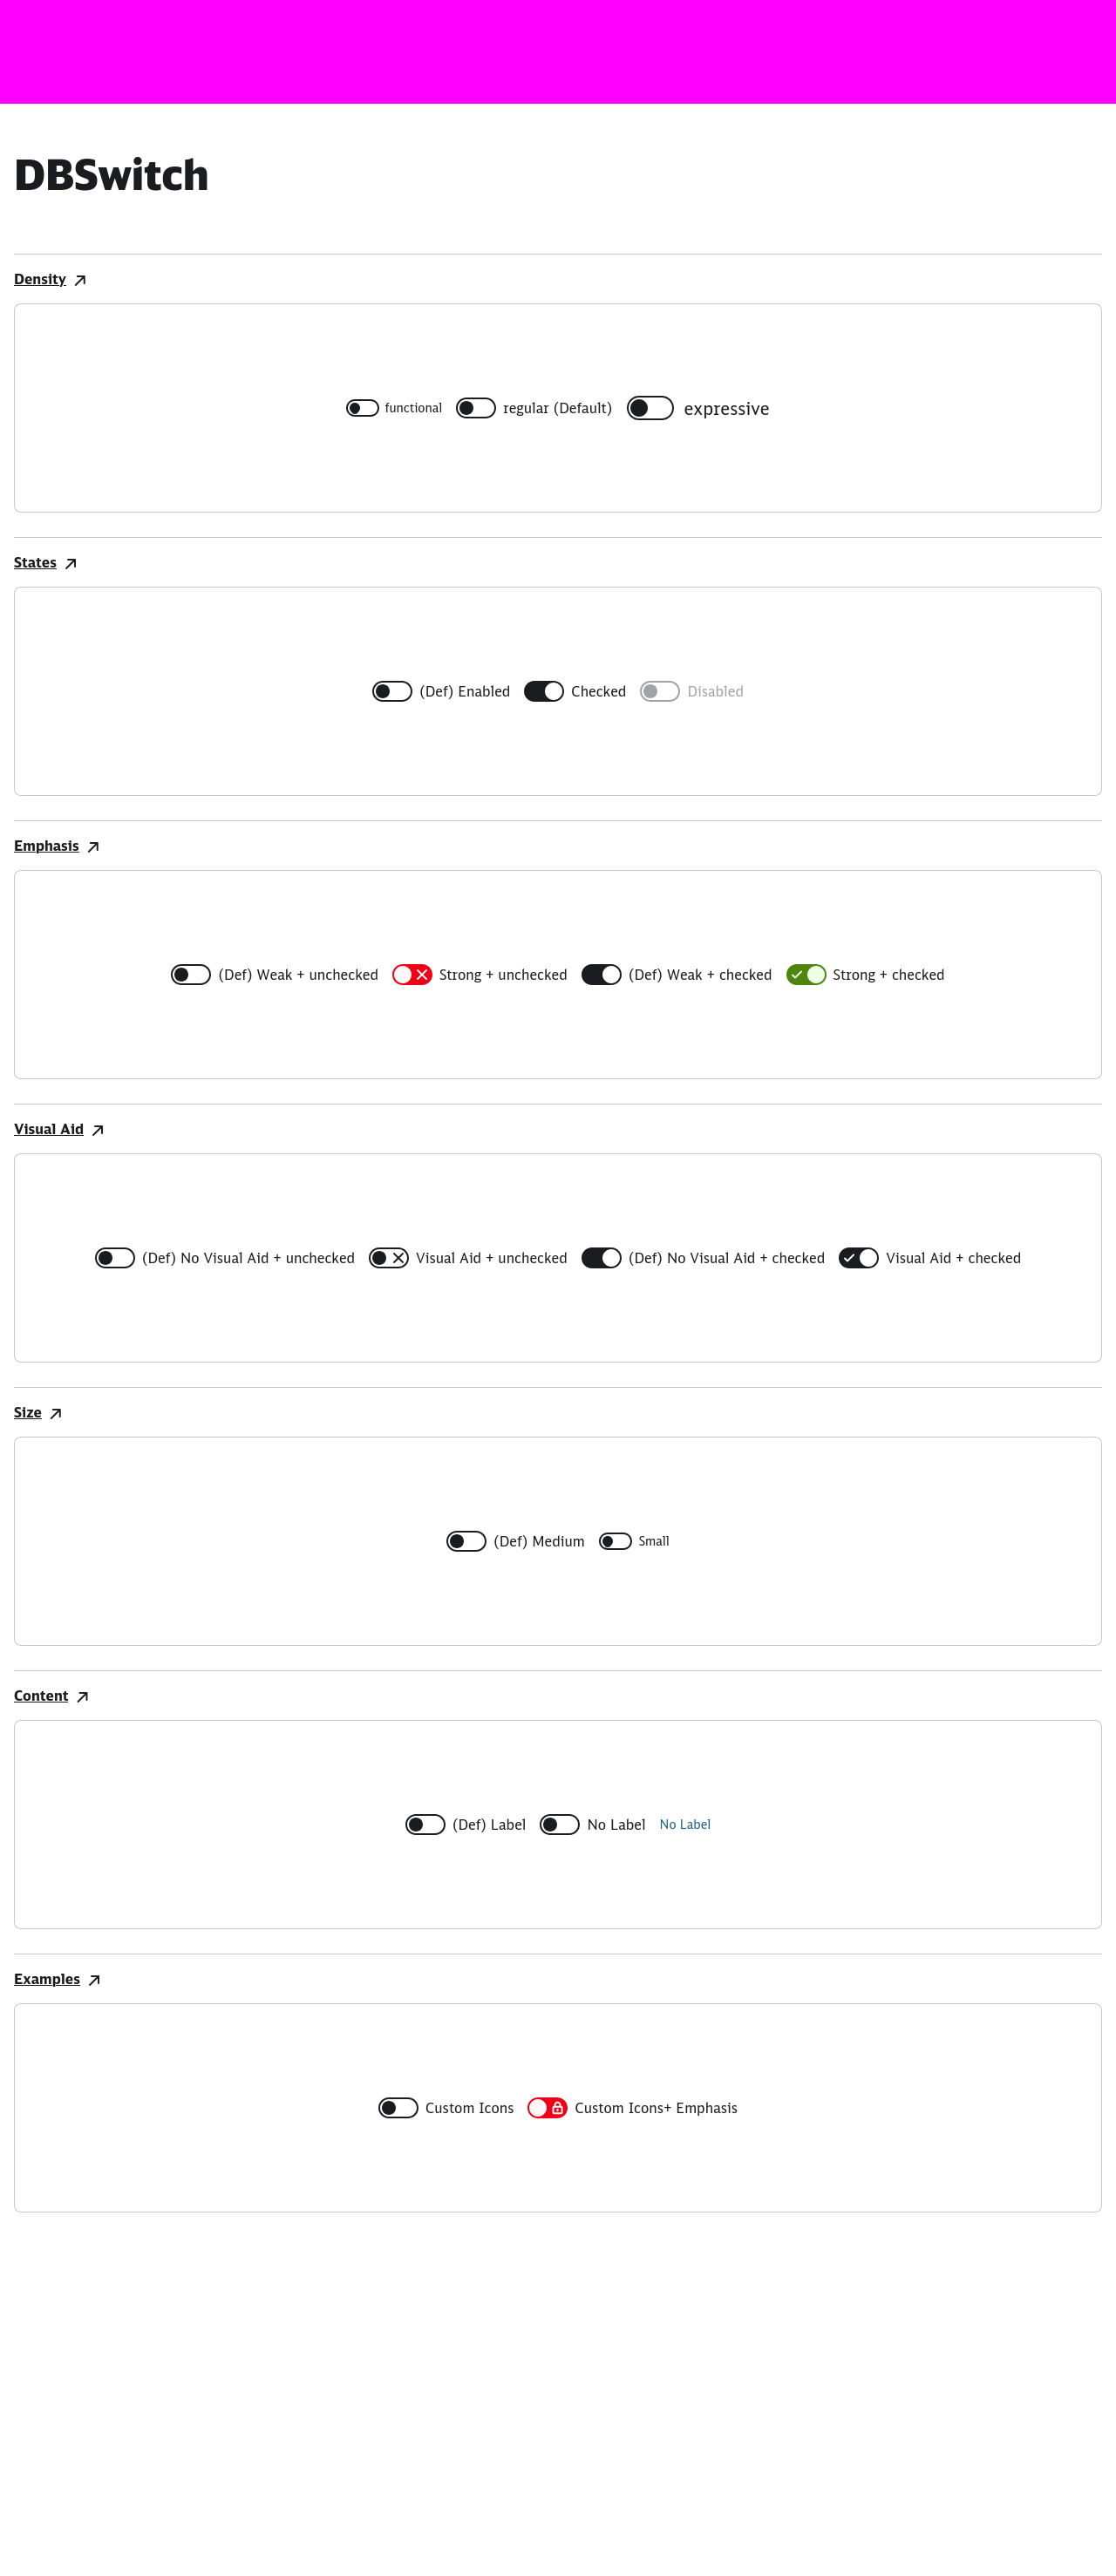 DBSwitch
Density
functional regular (Default) expressive
States
(Def) Enabled Checked Disabled
Emphasis
(Def) Weak + unchecked Strong + unchecked (Def) Weak + checked Strong + checked
Visual Aid
(Def) No Visual Aid + unchecked Visual Aid + unchecked (Def) No Visual Aid + checked Visual Aid + checked
Size
(Def) Medium Small
Content
(Def) Label No Label No Label
Examples
Custom Icons Custom Icons+ Emphasis